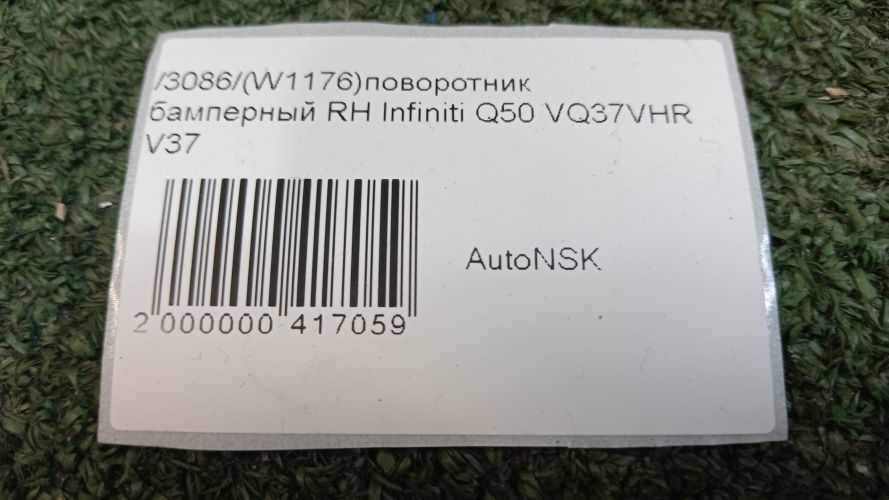 /3086/(W1176)поворотник
бамперный RH Infiniti Q50 VQ37VHR
V37
AutoNSK
2 000000 417059